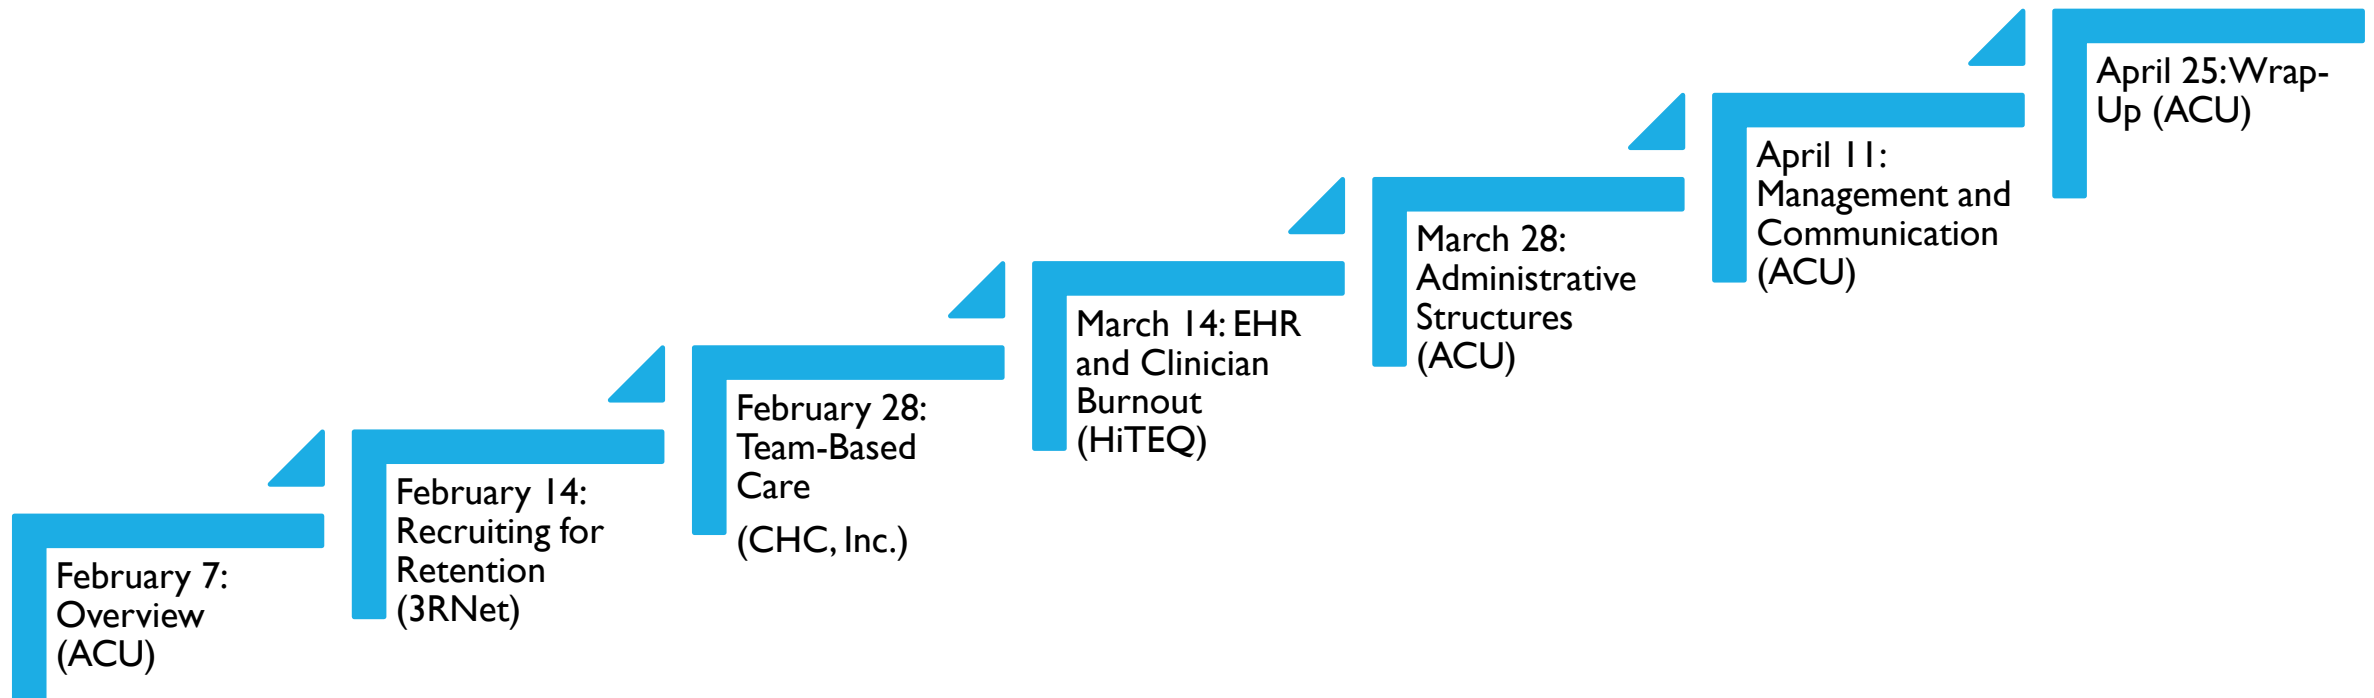 February 7:
Overview
(ACU)
February 14:
Recruiting for
Retention
(3RNet)
February 28:
Team-Based
Care
(CHC, Inc.)
March 14: EHR
and Clinician
Burnout
(HiTEQ)
March 28:
Administrative
Structures
(ACU)
April 11:
Management and
Communication
(ACU)
April 25: Wrap-
Up (ACU)